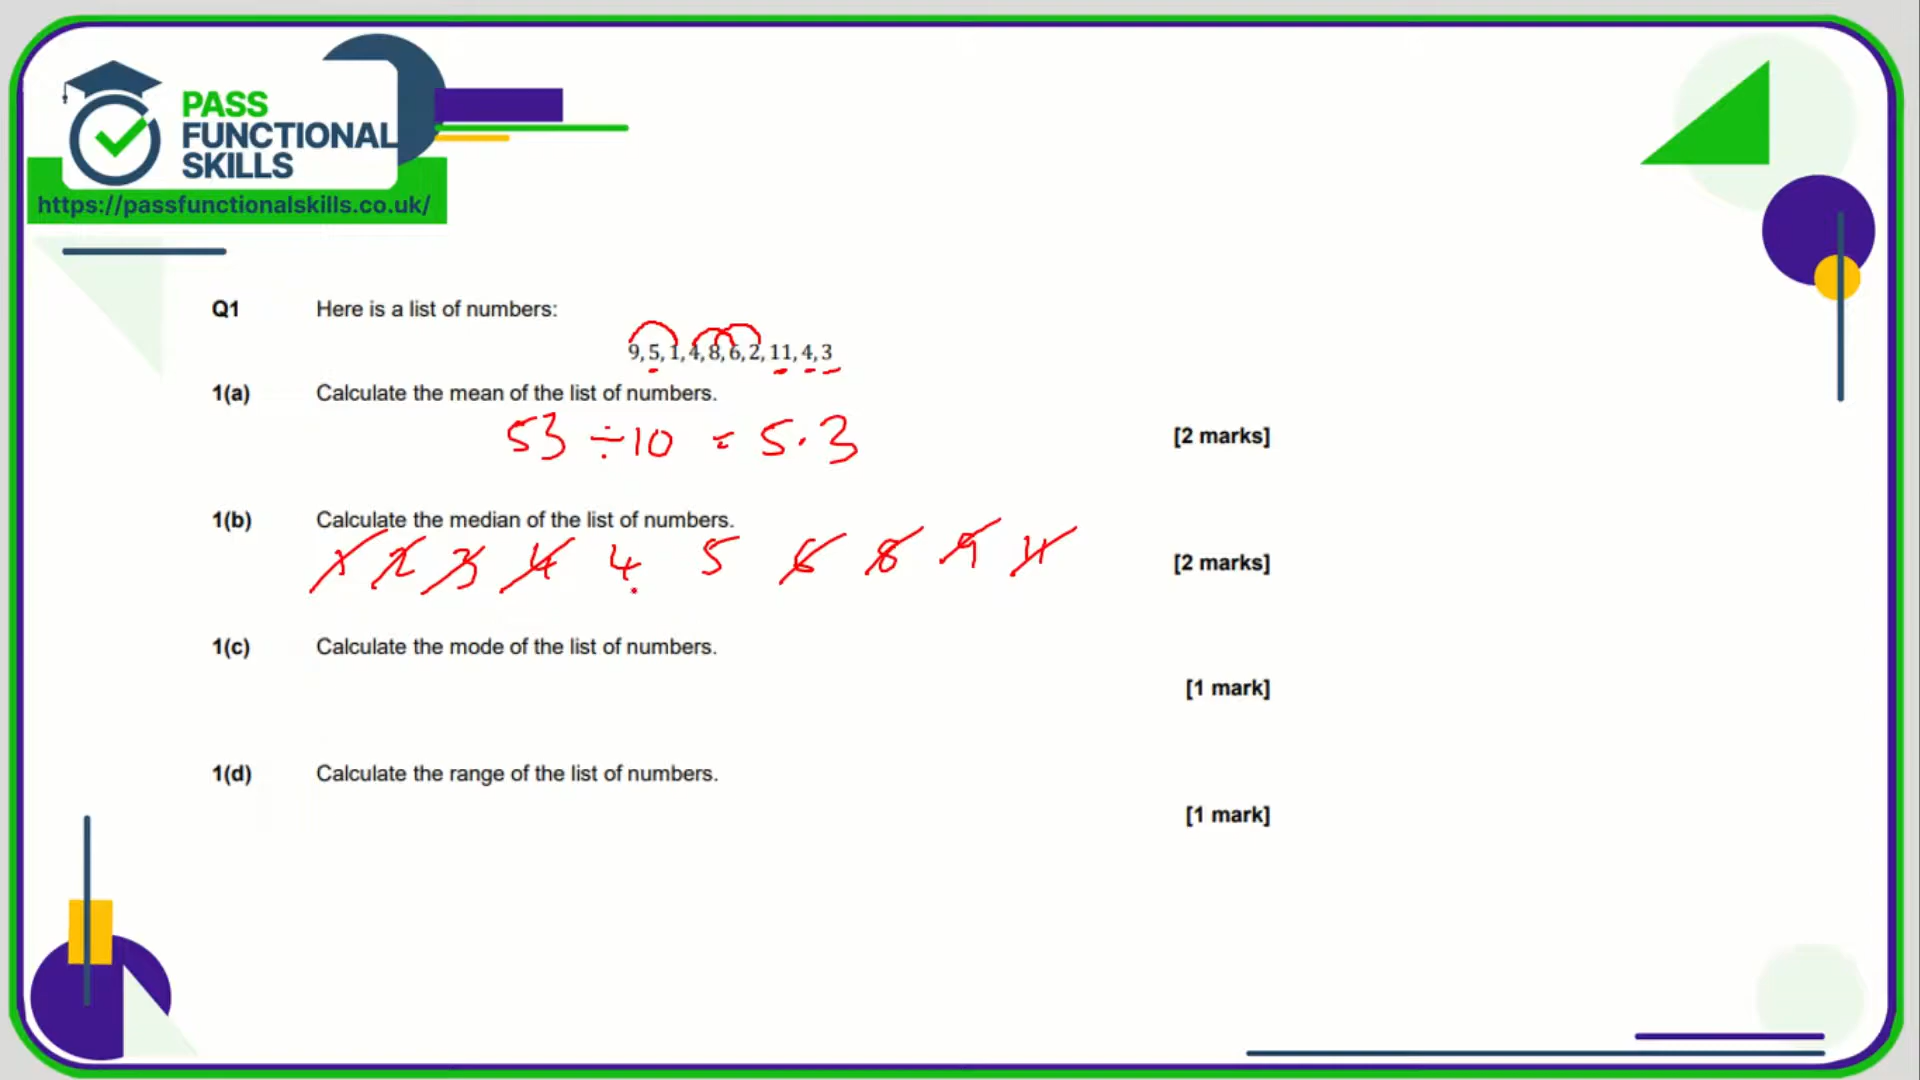 PASS
FUNCTIONAL
SKILLS
https://passfunctionalskills.co.uk/
Q1 Here is a list of numbers:
9, 5, 1, 4, 8, 6, 2, 11, 4, 3
1(a) Calculate the mean of the list of numbers.
53 ÷ 10 = 5.3
[2 marks]
1(b) Calculate the median of the list of numbers.
1 2 3 4 4 5 6 8 9 11
[2 marks]
1(c) Calculate the mode of the list of numbers.
[1 mark]
1(d) Calculate the range of the list of numbers.
[1 mark]